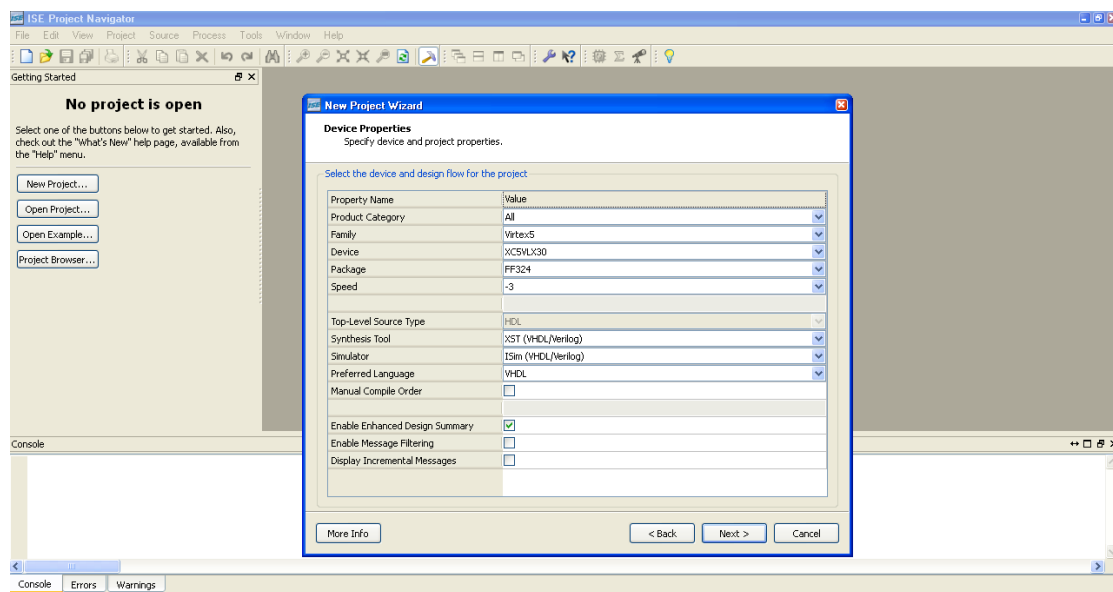 ISE Project Navigator
File Edit View Project Source Process Tools Window Help
Getting Started
No project is open
Select one of the buttons below to get started. Also,
check out the "What's New" help page, available from
the "Help" menu.
New Project...
Open Project...
Open Example...
Project Browser...
New Project Wizard
Device Properties
Specify device and project properties.
Select the device and design flow for the project
Property Name Value
Product Category All
Family Virtex5
Device XC5VLX30
Package FF324
Speed -3
Top-Level Source Type HDL
Synthesis Tool XST (VHDL/Verilog)
Simulator ISim (VHDL/Verilog)
Preferred Language VHDL
Manual Compile Order
Enable Enhanced Design Summary
Enable Message Filtering
Display Incremental Messages
More Info < Back Next > Cancel
Console
Console Errors Warnings